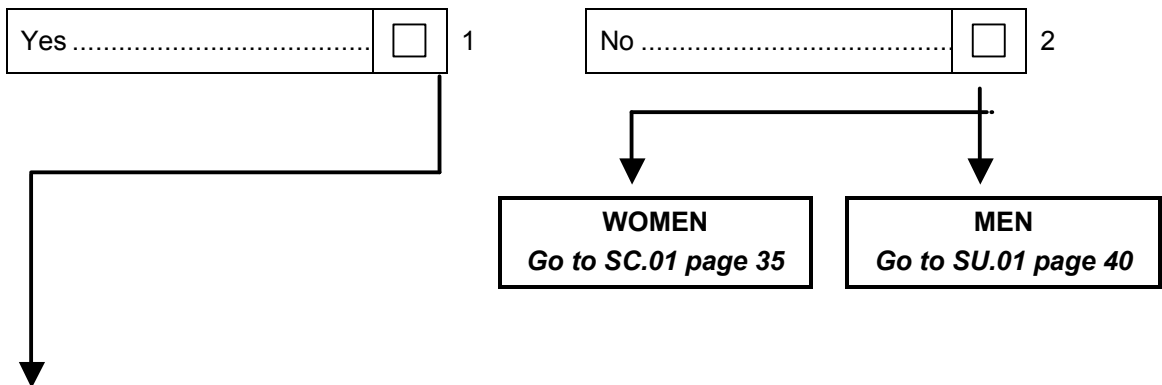 Yes ........................................ 1 No ......................................... 2
WOMEN MEN
Go to SC.01 page 35 Go to SU.01 page 40